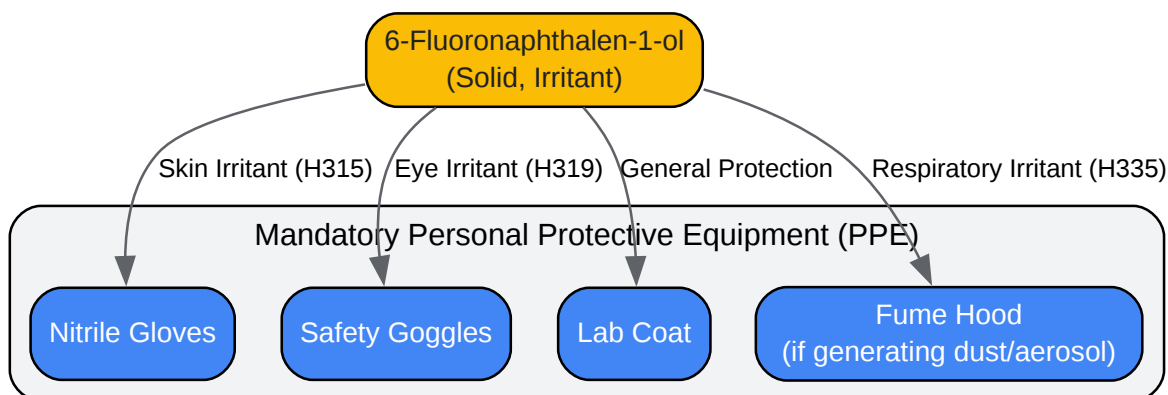 6-Fluoronaphthalen-1-ol
(Solid, Irritant)
Skin Irritant (H315)
Eye Irritant (H319)
General Protection
Respiratory Irritant (H335)
Mandatory Personal Protective Equipment (PPE)
Nitrile Gloves
Safety Goggles
Lab Coat
Fume Hood
(if generating dust/aerosol)